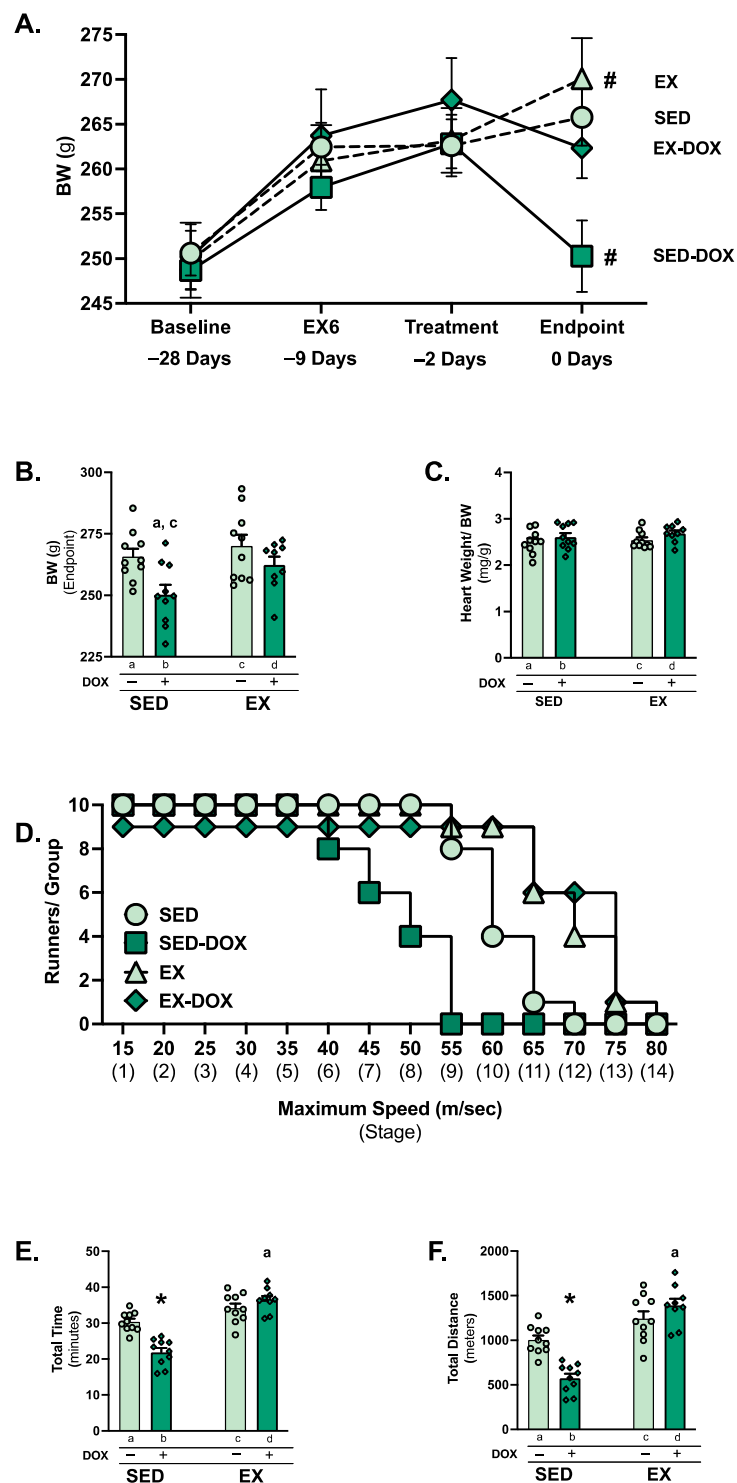 A.
BW (g)
270
265
260
255
250
245
# EX
SED
EX-DOX
# SED-DOX
Baseline EX6 Treatment Endpoint
–28 Days –9 Days –2 Days 0 Days
B.
BW (g)
(Endpoint)
300
275
250
225
a, c
a b c d
DOX – + – +
SED EX
C.
Heart Weight/ BW
(mg/g)
4
3
2
1
0
a b c d
DOX – + – +
SED EX
D.
Runners/ Group
10
8
6
4
2
0
SED
SED-DOX
EX
EX-DOX
15 20 25 30 35 40 45 50 55 60 65 70 75 80
(1) (2) (3) (4) (5) (6) (7) (8) (9) (10) (11) (12) (13) (14)
Maximum Speed (m/sec)
(Stage)
E.
Total Time
(minutes)
50
40
30
20
10
0
*
a
a b c d
DOX – + – +
SED EX
F.
Total Distance
(meters)
2000
1500
1000
500
0
*
a
a b c d
DOX – + – +
SED EX